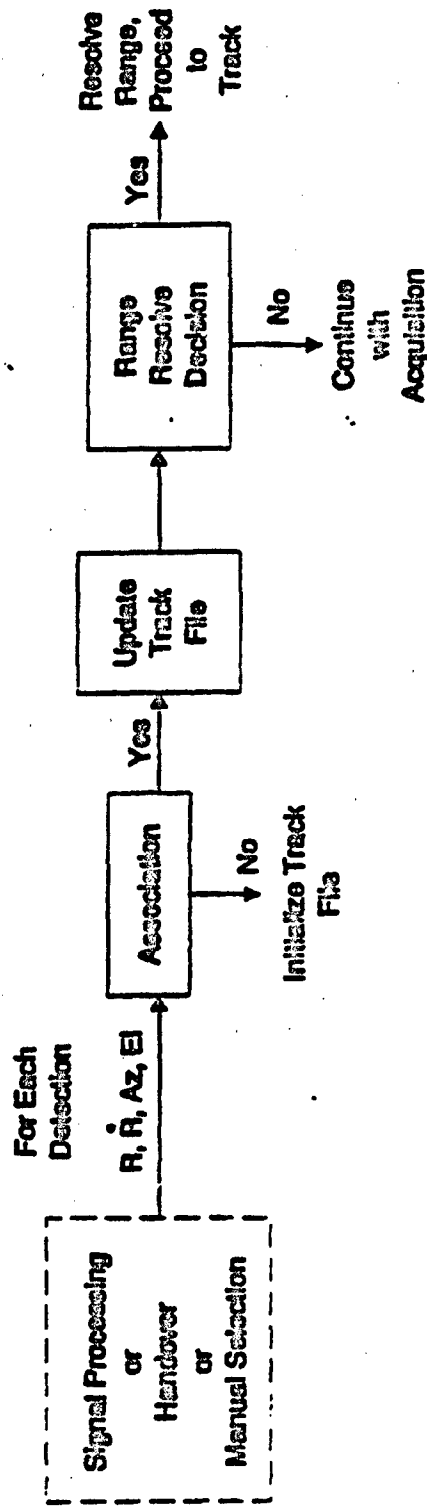 For Each
Detection
Signal Processing
or
Handover
or
Manual Selection
R, Ṙ, Az, El
Association
Yes
No
Initialize Track
File
Update
Track
File
Range
Resolve
Decision
Yes
No
Continue
with
Acquisition
Resolve
Range,
Proceed
to
Track